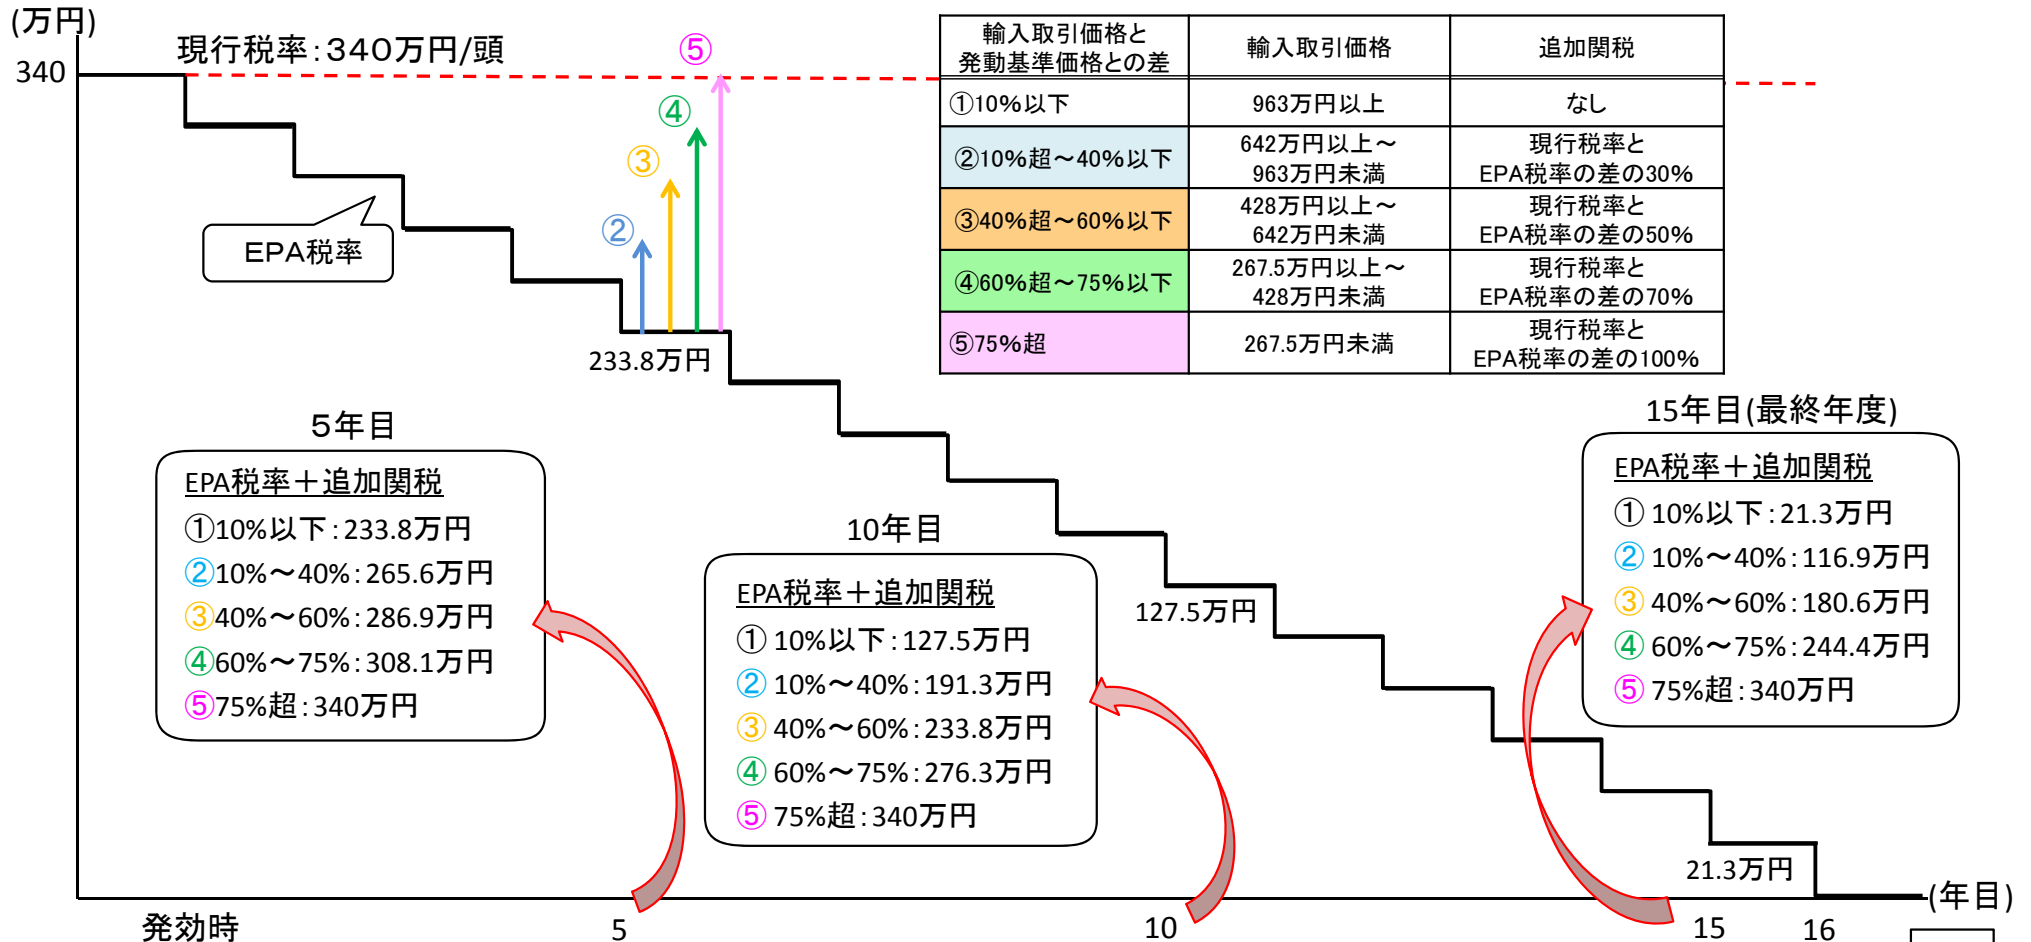 (万円)
340
現行税率：340万円/頭
EPA税率
②
③
④
⑤
233.8万円
輸入取引価格と
発動基準価格との差
輸入取引価格
追加関税
①10%以下
963万円以上
なし
②10%超～40%以下
642万円以上～
963万円未満
現行税率と
EPA税率の差の30%
③40%超～60%以下
428万円以上～
642万円未満
現行税率と
EPA税率の差の50%
④60%超～75%以下
267.5万円以上～
428万円未満
現行税率と
EPA税率の差の70%
⑤75%超
267.5万円未満
現行税率と
EPA税率の差の100%
5年目
EPA税率＋追加関税
①10%以下：233.8万円
②10%～40%：265.6万円
③40%～60%：286.9万円
④60%～75%：308.1万円
⑤75%超：340万円
10年目
EPA税率＋追加関税
① 10%以下：127.5万円
② 10%～40%：191.3万円
③ 40%～60%：233.8万円
④ 60%～75%：276.3万円
⑤ 75%超：340万円
127.5万円
15年目(最終年度)
EPA税率＋追加関税
① 10%以下：21.3万円
② 10%～40%：116.9万円
③ 40%～60%：180.6万円
④ 60%～75%：244.4万円
⑤ 75%超：340万円
21.3万円
発効時
5
10
15
16
(年目)